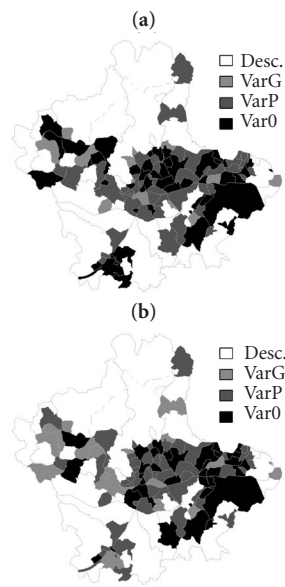 (a)
Desc.
VarG
VarP
Var0
(b)
Desc.
VarG
VarP
Var0